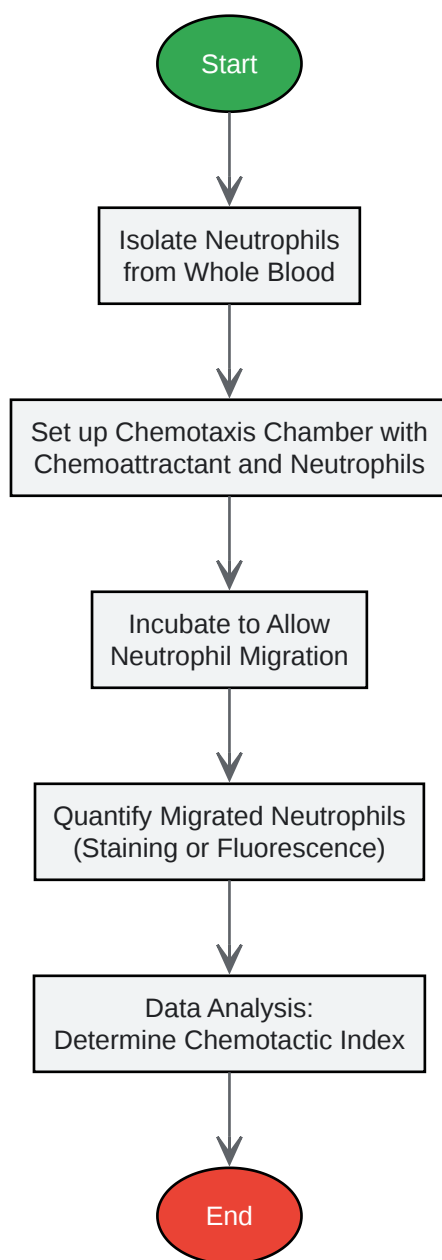 Start
Isolate Neutrophils
from Whole Blood
Set up Chemotaxis Chamber with
Chemoattractant and Neutrophils
Incubate to Allow
Neutrophil Migration
Quantify Migrated Neutrophils
(Staining or Fluorescence)
Data Analysis:
Determine Chemotactic Index
End